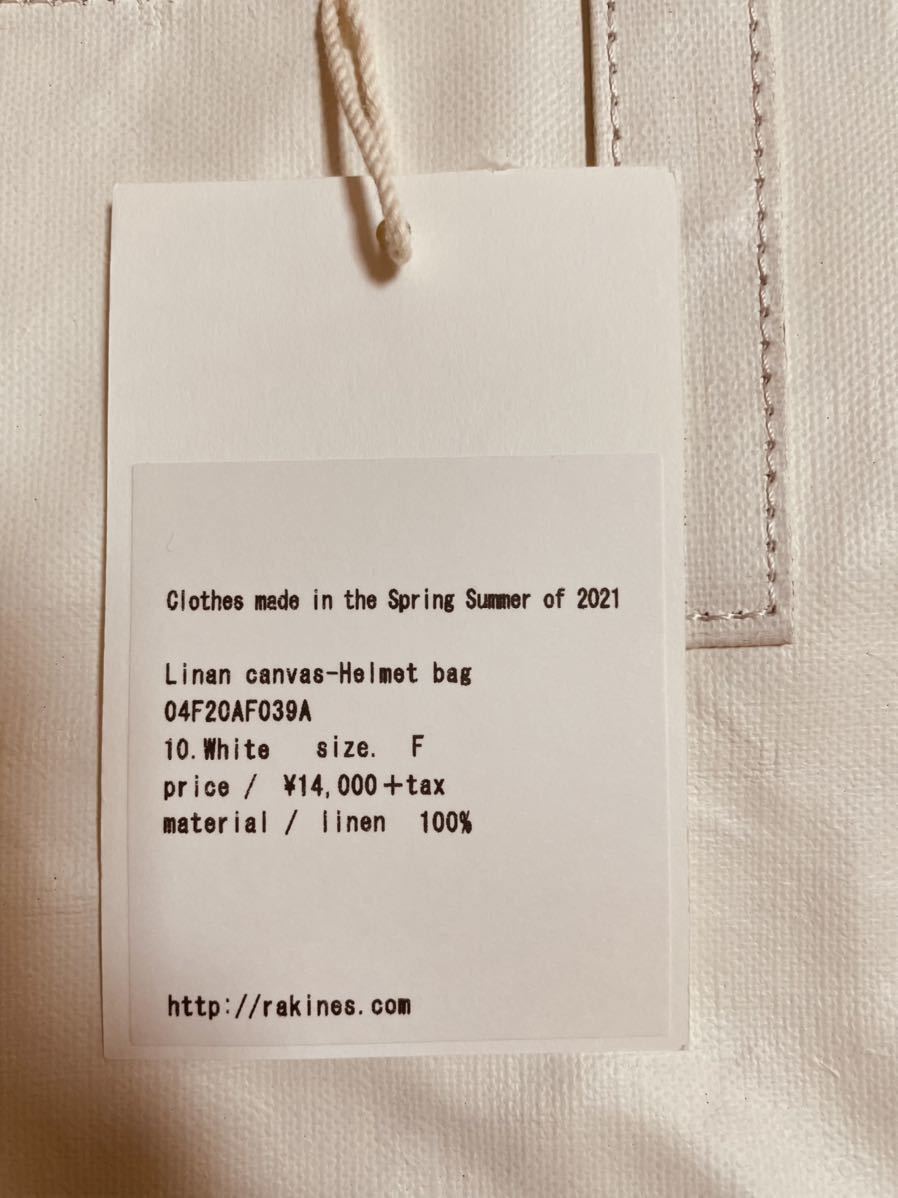 Clothes made in the Spring Summer of 2021
Linan canvas-Helmet bag
04F20AF039A
10.White size. F
price / ¥14,000+tax
material / linen 100%
http://rakines.com